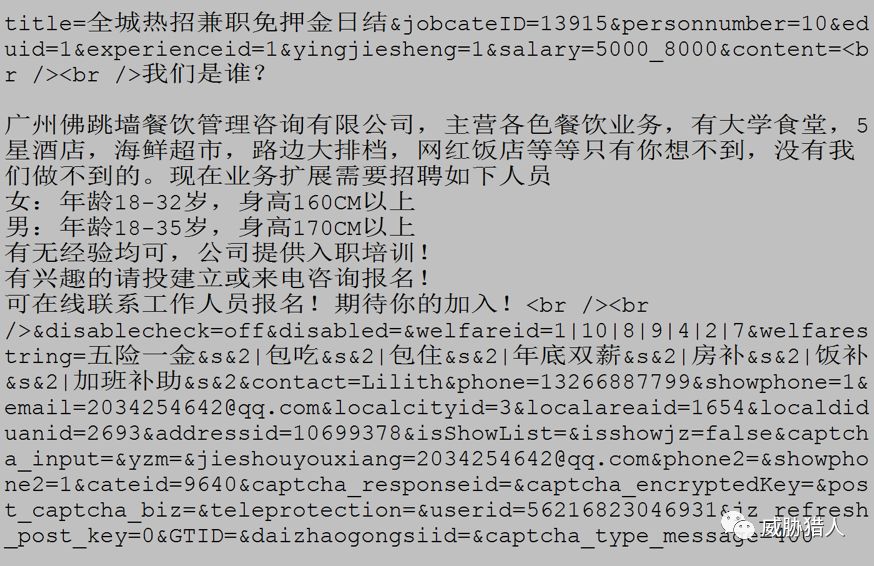 title=全城热招兼职免押金日结&jobcateID=13915&personnumber=10&ed
uid=1&experienceid=1&yingjiesheng=1&salary=5000_8000&content=<b
r /><br />我们是谁？
广州佛跳墙餐饮管理咨询有限公司，主营各色餐饮业务，有大学食堂，5
星酒店，海鲜超市，路边大排档，网红饭店等等只有你想不到，没有我
们做不到的。现在业务扩展需要招聘如下人员
女：年龄18-32岁，身高160CM以上
男：年龄18-35岁，身高170CM以上
有无经验均可，公司提供入职培训！
有兴趣的请投建立或来电咨询报名！
可在线联系工作人员报名！期待你的加入！<br /><br
/>&disablecheck=off&disabled=&welfareid=1|10|8|9|4|2|7&welfares
tring=五险一金&s&2|包吃&s&2|包住&s&2|年底双薪&s&2|房补&s&2|饭补
&s&2|加班补助&s&2&contact=Lilith&phone=13266887799&showphone=1&
email=2034254642@qq.com&localcityid=3&localareaid=1654&localdid
uanid=2693&addressid=10699378&isShowList=&isshowjz=false&captch
a_input=&yzm=&jieshouyouxiang=2034254642@qq.com&phone2=&showpho
ne2=1&cateid=9640&captcha_responseid=&captcha_encryptedKey=&pos
t_captcha_biz=&teleprotection=&userid=56216823046931&jz_refresh
_post_key=0&GTID=&daizhaogongsiid=&captcha_type_message=
威胁猎人